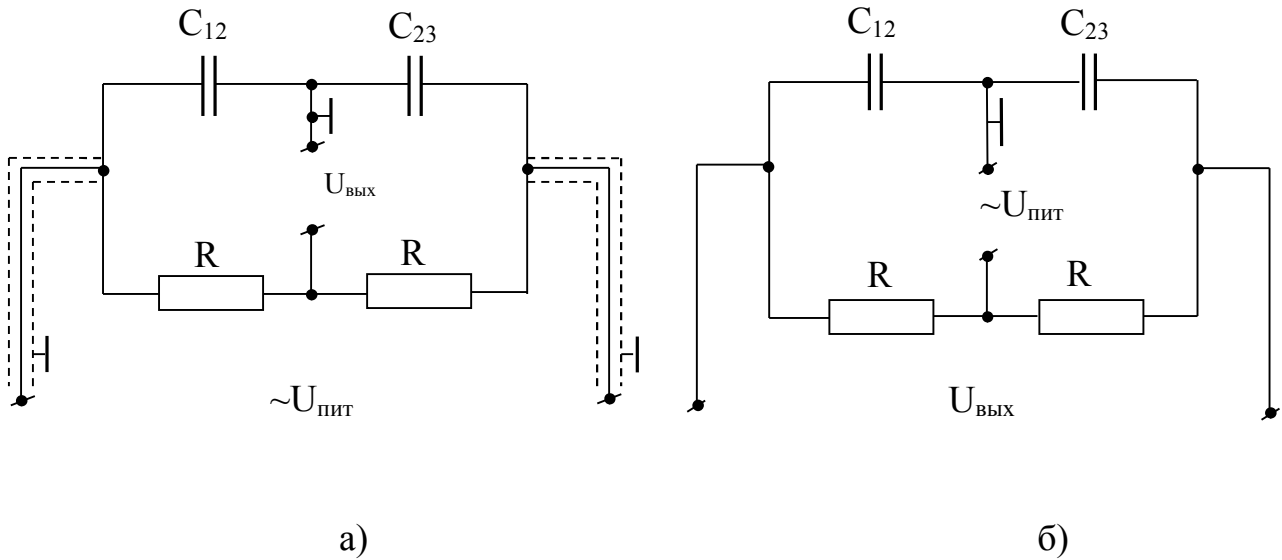 C₁₂ C₂₃
Uвых
R R
~Uпит
а)
C₁₂ C₂₃
~Uпит
R R
Uвых
б)